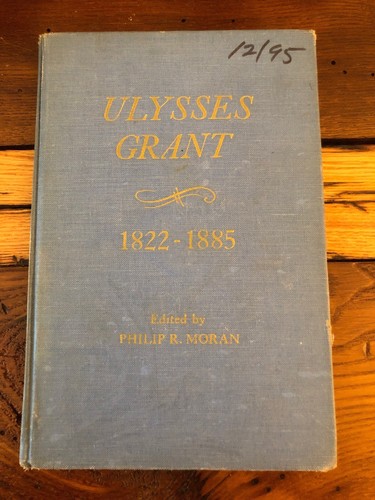 12/95
ULYSSES
GRANT
1822-1885
Edited by
PHILIP R. MORAN